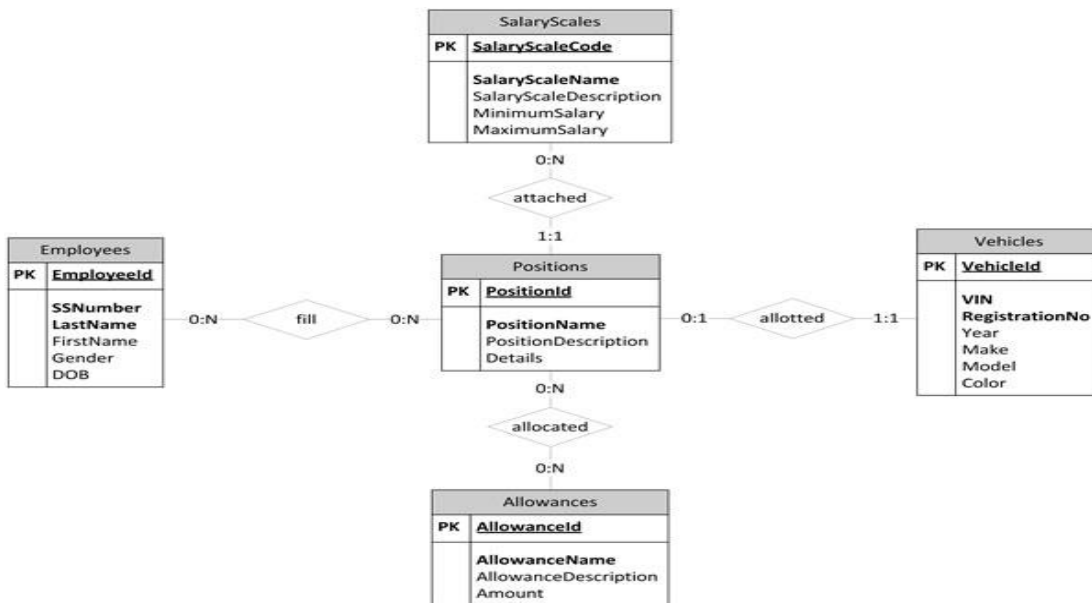 SalaryScales
PK SalaryScaleCode
SalaryScaleName
SalaryScaleDescription
MinimumSalary
MaximumSalary
0:N
attached
1:1
Employees
PK EmployeeId
SSNumber
LastName
FirstName
Gender
DOB
0:N
fill
0:N
Positions
PK PositionId
PositionName
PositionDescription
Details
0:1
allotted
1:1
Vehicles
PK VehicleId
VIN
RegistrationNo
Year
Make
Model
Color
0:N
allocated
0:N
Allowances
PK AllowanceId
AllowanceName
AllowanceDescription
Amount